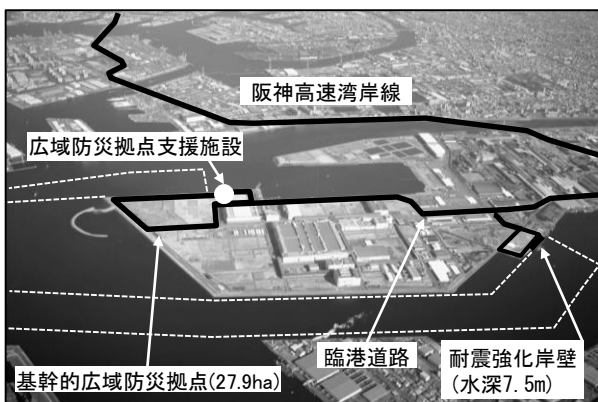 阪神高速湾岸線
広域防災拠点支援施設
臨港道路
耐震強化岸壁
(水深7.5m)
基幹的広域防災拠点(27.9ha)